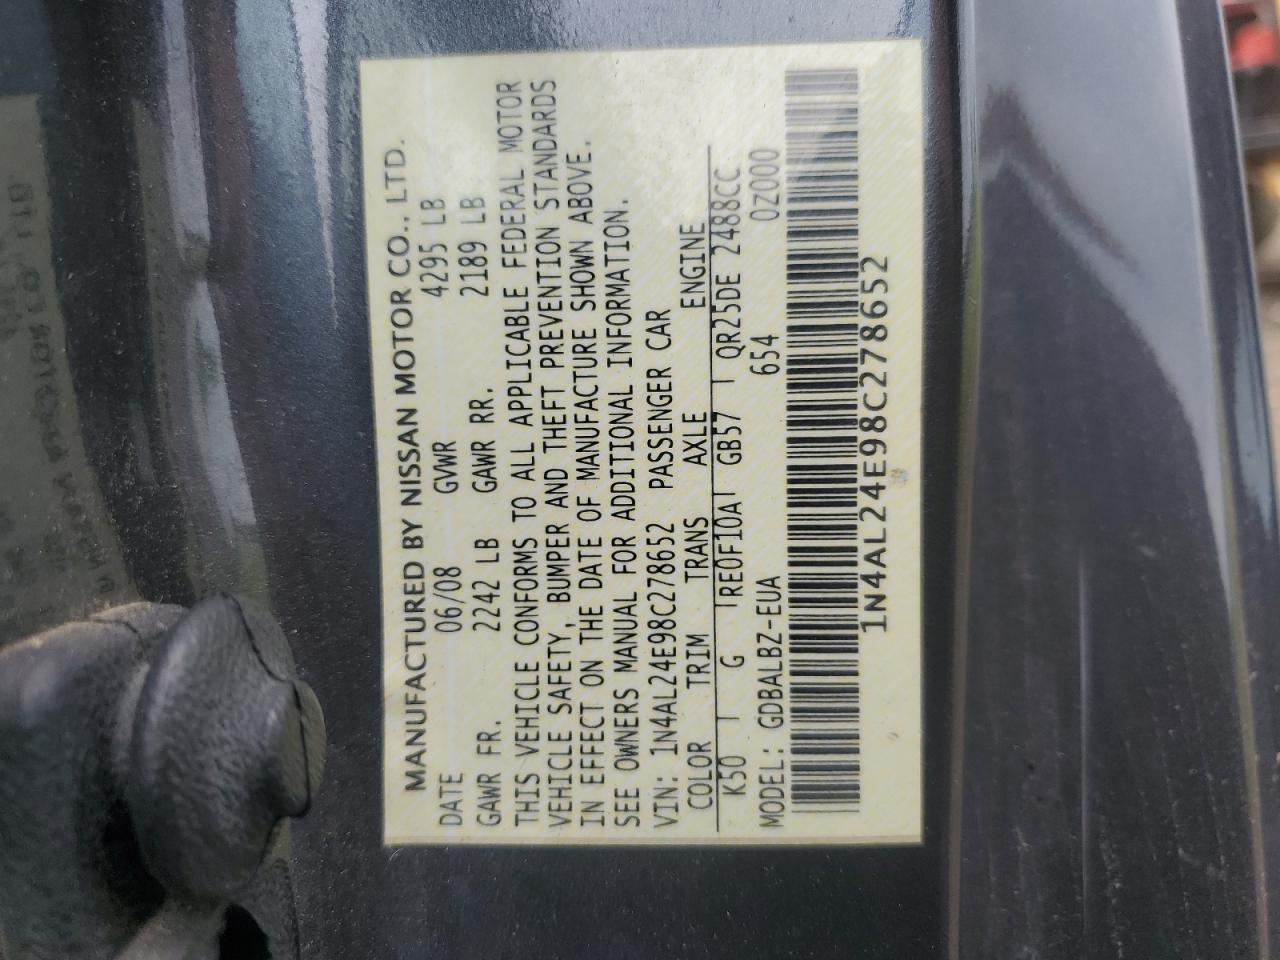 MANUFACTURED BY NISSAN MOTOR CO., LTD.
DATE 06/08 GVWR 4295 LB
GAWR FR. 2242 LB GAWR RR. 2189 LB
THIS VEHICLE CONFORMS TO ALL APPLICABLE FEDERAL MOTOR
VEHICLE SAFETY, BUMPER AND THEFT PREVENTION STANDARDS
IN EFFECT ON THE DATE OF MANUFACTURE SHOWN ABOVE.
SEE OWNERS MANUAL FOR ADDITIONAL INFORMATION.
VIN: 1N4AL24E98C278652 PASSENGER CAR
COLOR TRIM TRANS AXLE ENGINE
K50 G RE0F10A GB57 QR25DE 2488CC
MODEL: GDBALBZ-EUA 654 0Z000
1N4AL24E98C278652